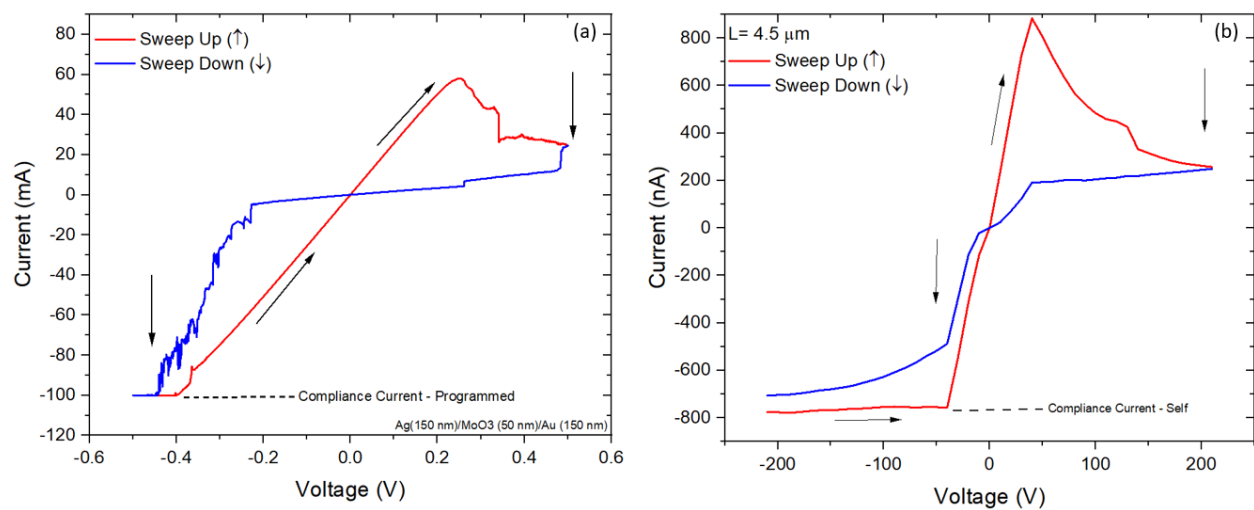 (a)
Sweep Up (↑)
Sweep Down (↓)
Current (mA)
120
100
80
60
40
20
0
-20
-40
-60
-80
-100
-120
Compliance Current - Programmed
Ag(150 nm)/MoO3 (50 nm)/Au (150 nm)
-0.6
-0.4
-0.2
0.0
0.2
0.4
0.6
Voltage (V)
(b)
L= 4.5 μm
Sweep Up (↑)
Sweep Down (↓)
Current (nA)
800
600
400
200
0
-200
-400
-600
-800
Compliance Current - Self
-200
-100
0
100
200
Voltage (V)